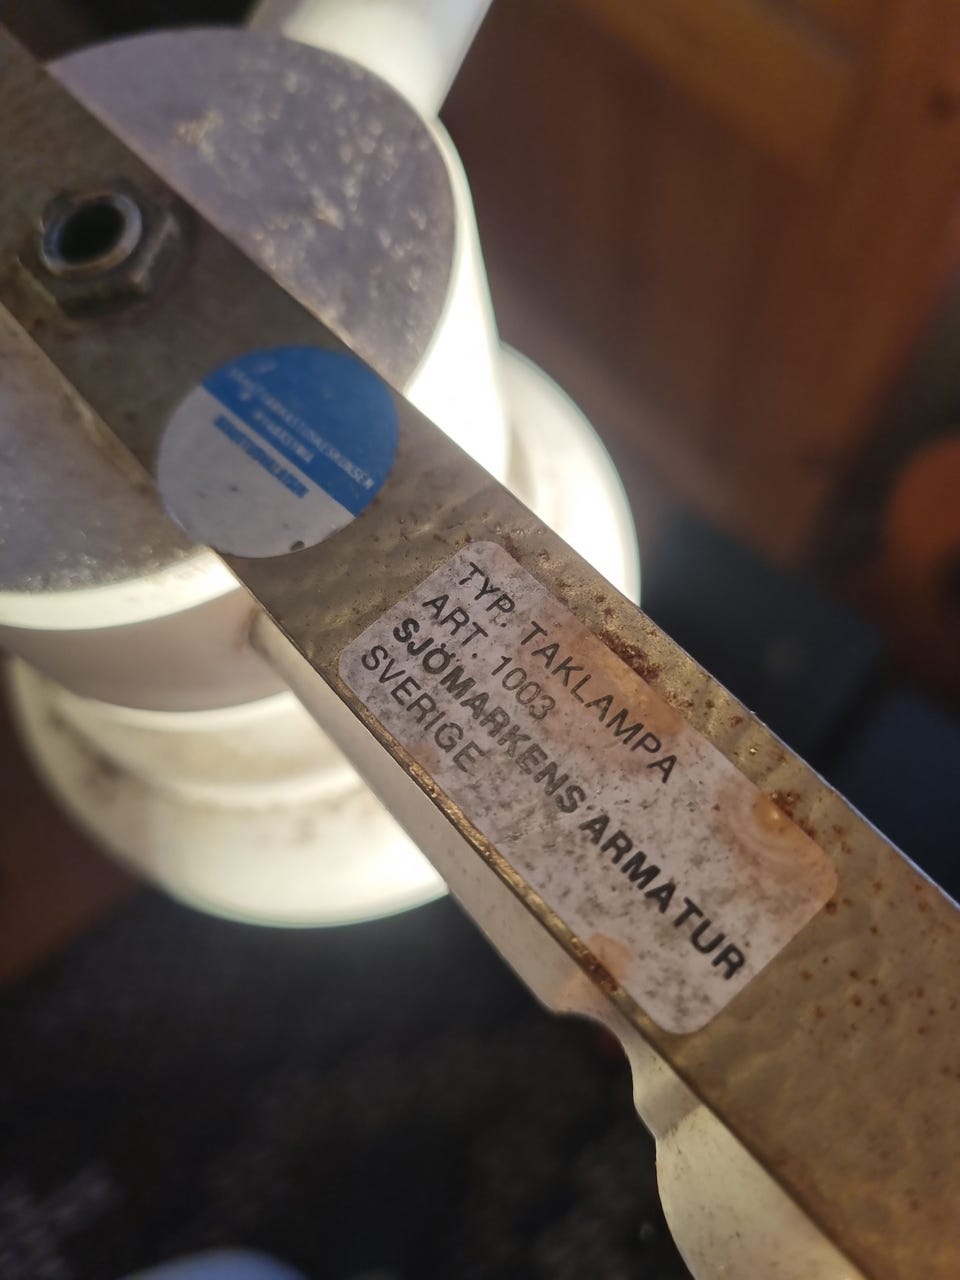 TYP. TAKLAMPA
ART. 1003
SJÖMARKENS ARMATUR
SVERIGE